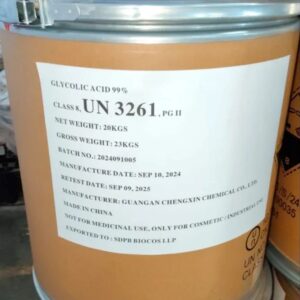 GLYCOLIC ACID 99%
CLASS 8, UN 3261, PG II
NET WEIGHT: 20KGS
GROSS WEIGHT: 23KGS
BATCH NO.: 2024091005
MANUFACTURE DATE: SEP 10, 2024
RETEST DATE: SEP 09, 2025
MANUFACTURER: GUANGAN CHENGXIN CHEMICAL CO., LTD.
MADE IN CHINA
NOT FOR MEDICINAL USE, ONLY FOR COSMETIC / INDUSTRIAL USE
EXPORTED TO: SDPB BIOCOS LLP
UN
CLA